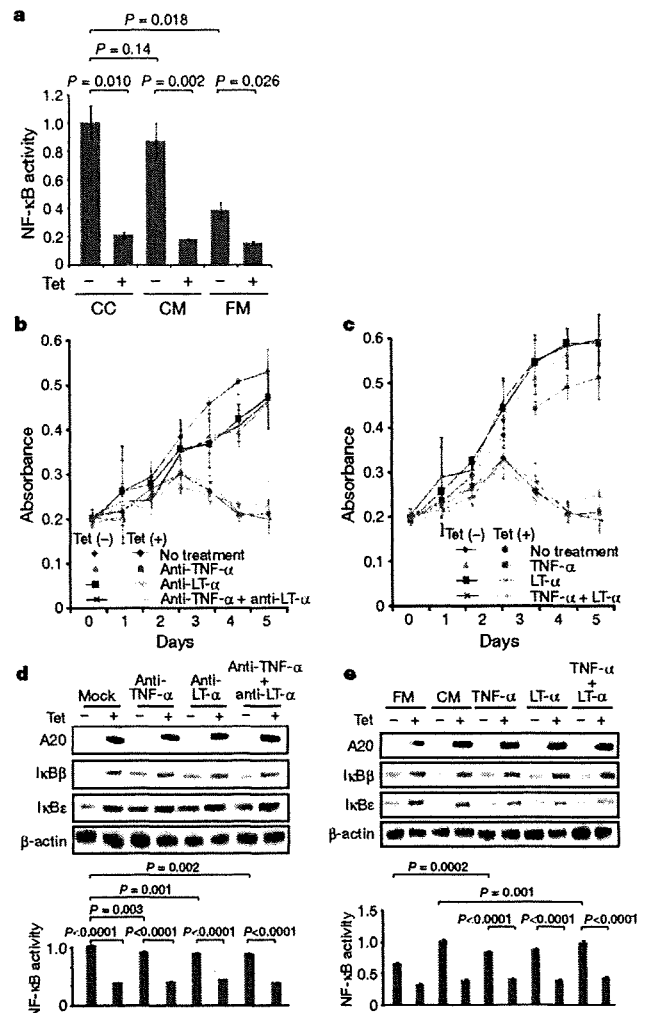 a
P = 0.018
P = 0.14
P = 0.010 P = 0.002 P = 0.026
NF-κB activity
1.2
1.0
0.8
0.6
0.4
0.2
0
Tet − + − + − +
CC CM FM
b
Absorbance
0.6
0.5
0.4
0.3
0.2
0.1
0
Tet (−) Tet (+)
No treatment
Anti-TNF-α
Anti-LT-α
Anti-TNF-α + anti-LT-α
0 1 2 3 4 5
Days
c
Absorbance
0.6
0.5
0.4
0.3
0.2
0.1
0
Tet (−) Tet (+)
No treatment
TNF-α
LT-α
TNF-α + LT-α
0 1 2 3 4 5
Days
d
Mock Anti-TNF-α Anti-LT-α Anti-TNF-α + anti-LT-α
Tet − + − + − + − +
A20
IκBβ
IκBε
β-actin
P = 0.002
P = 0.001
P = 0.003
P<0.0001 P<0.0001 P<0.0001 P<0.0001
NF-κB activity
1.0
0
e
FM CM TNF-α LT-α TNF-α + LT-α
Tet − + − + − + − + − +
A20
IκBβ
IκBε
β-actin
P = 0.0002
P = 0.001
P<0.0001 P<0.0001 P<0.0001
NF-κB activity
1.5
1.0
0.5
0